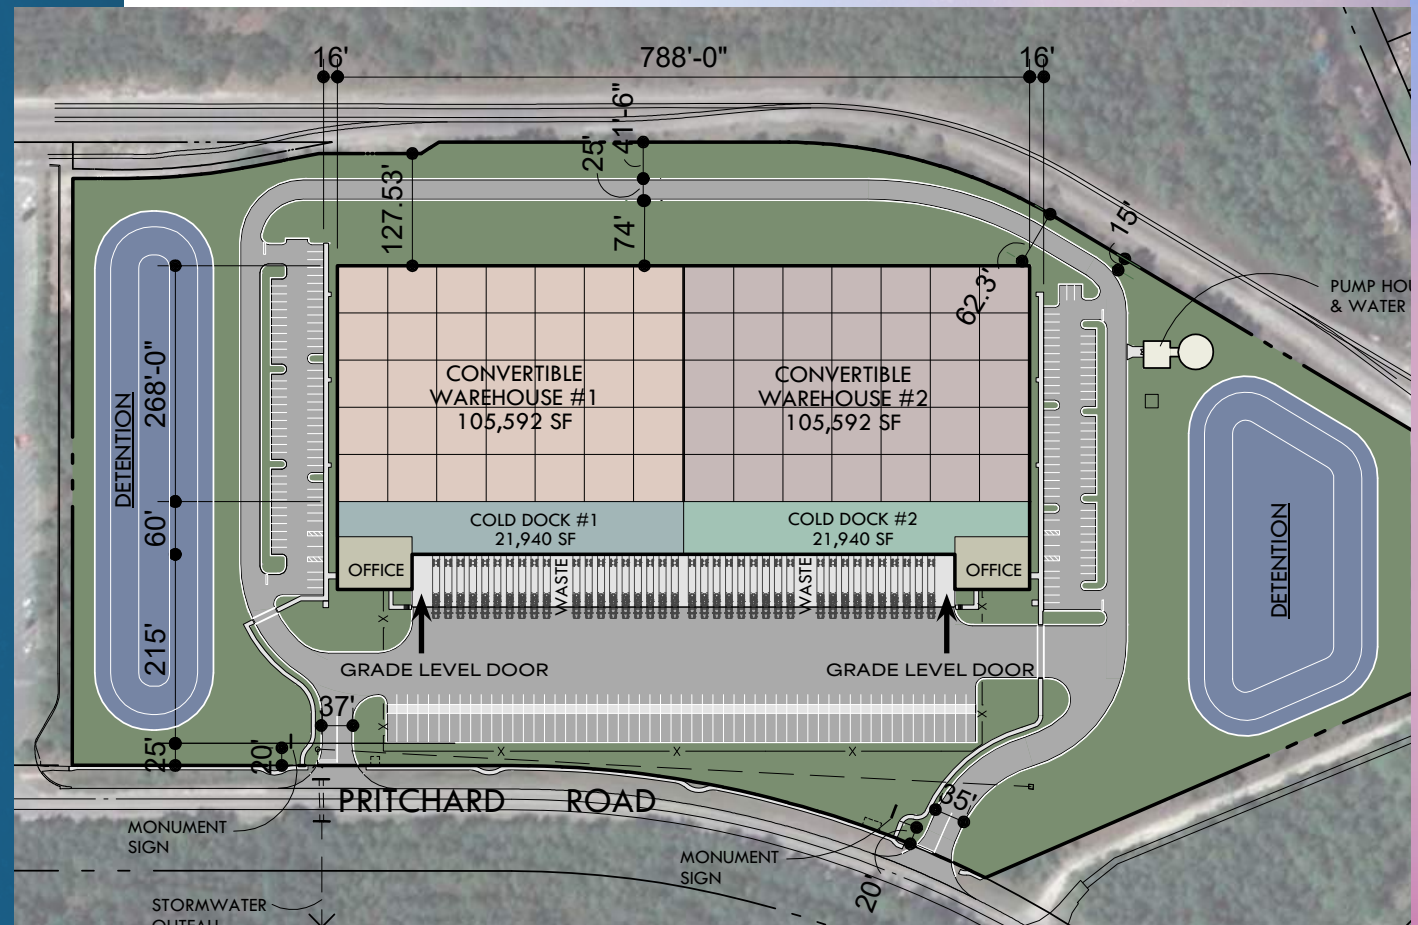 16'
788'-0"
16'
41'-6"
25'
127.53'
74'
15'
62.3'
PUMP HOU
& WATER
CONVERTIBLE
WAREHOUSE #1
105,592 SF
CONVERTIBLE
WAREHOUSE #2
105,592 SF
268'-0"
DETENTION
60'
COLD DOCK #1
21,940 SF
COLD DOCK #2
21,940 SF
OFFICE
WASTE
WASTE
OFFICE
DETENTION
215'
GRADE LEVEL DOOR
GRADE LEVEL DOOR
37'
25'
20'
PRITCHARD ROAD
35'
MONUMENT
SIGN
MONUMENT
SIGN
20'
STORMWATER
OUTFALL